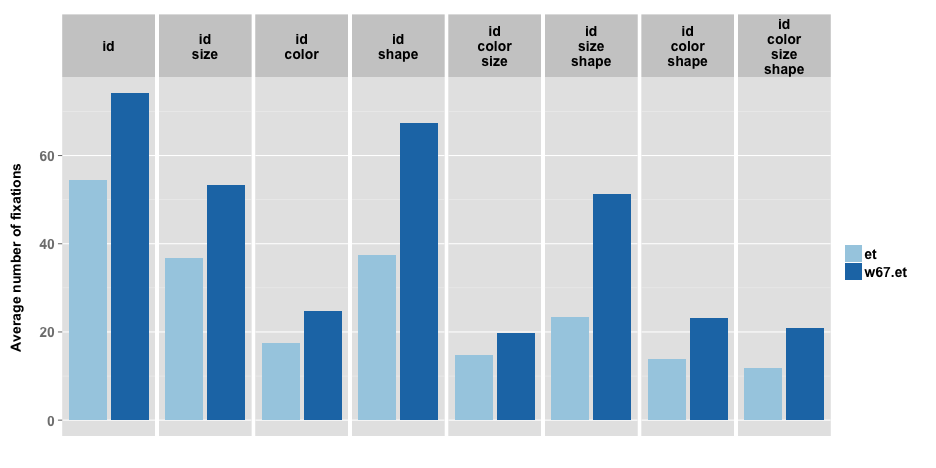 id
id
size
id
color
id
shape
id
color
size
id
size
shape
id
color
shape
id
color
size
shape
Average number of fixations
60
40
20
0
et
w67.et